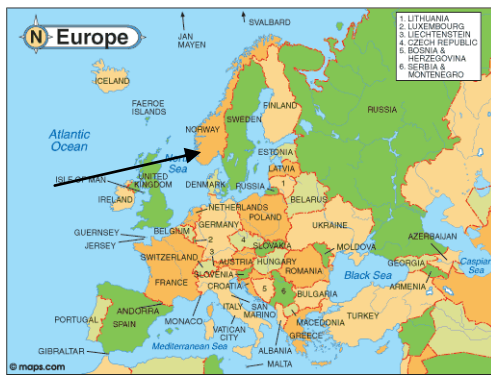 N Europe
JAN
MAYEN
SVALBARD
1. LITHUANIA
2. LUXEMBOURG
3. LIECHTENSTEIN
4. CZECH REPUBLIC
5. BOSNIA &
HERZEGOVINA
6. SERBIA &
MONTENEGRO
ICELAND
FAEROE
ISLANDS
Atlantic
Ocean
NORWAY
SWEDEN
FINLAND
RUSSIA
ESTONIA
LATVIA
1
Sea
ISLE OF MAN
UNITED
KINGDOM
IRELAND
DENMARK
RUSSIA
BELARUS
NETHERLANDS
POLAND
GERMANY
BELGIUM
2
4
GUERNSEY
JERSEY
UKRAINE
SLOVAKIA
MOLDOVA
AZERBAIJAN
SWITZERLAND
3
AUSTRIA
HUNGARY
SLOVENIA
ROMANIA
GEORGIA
Caspian
Sea
FRANCE
CROATIA
5
6
Black Sea
ARMENIA
ANDORRA
ITALY
SAN
MARINO
BULGARIA
PORTUGAL
SPAIN
MONACO
VATICAN
CITY
MACEDONIA
TURKEY
GREECE
ALBANIA
Mediterranean Sea
GIBRALTAR
MALTA
© maps.com